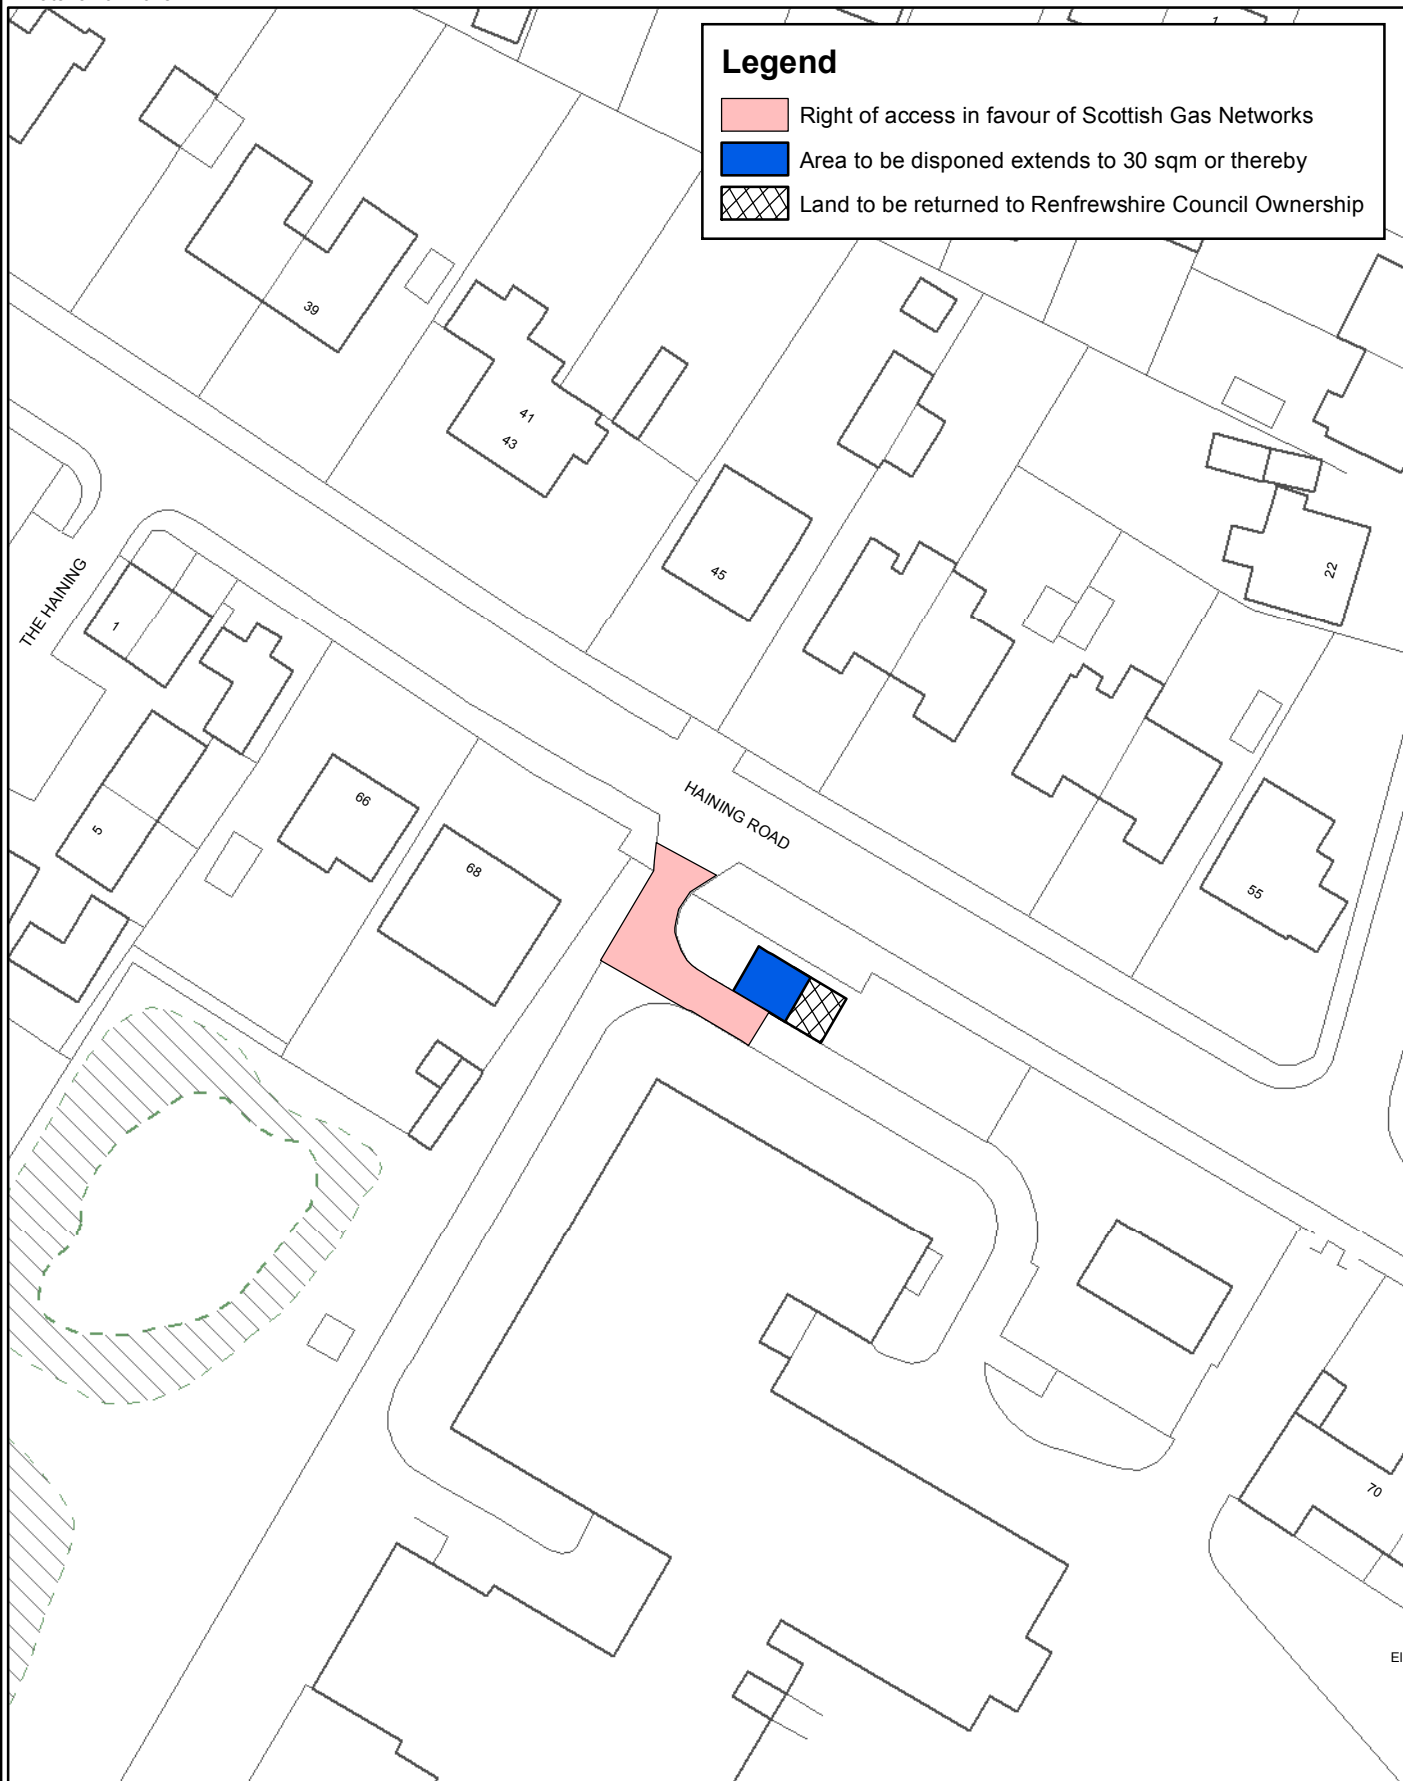 Legend
Right of access in favour of Scottish Gas Networks
Area to be disponed extends to 30 sqm or thereby
Land to be returned to Renfrewshire Council Ownership
1
39
41
43
45
22
THE HAINING
1
66
HAINING ROAD
5
68
55
70
El